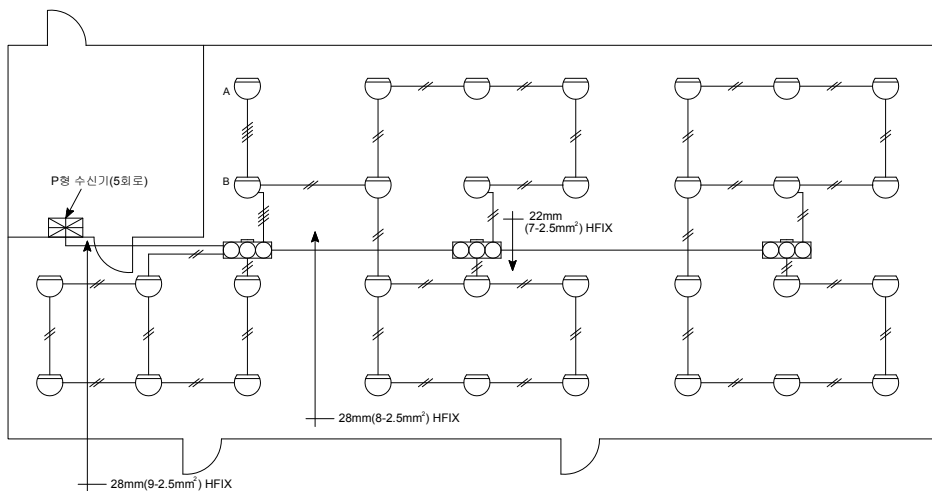 A
B
P형 수신기(5회로)
22mm
(7-2.5mm²) HFIX
28mm(8-2.5mm²) HFIX
28mm(9-2.5mm²) HFIX